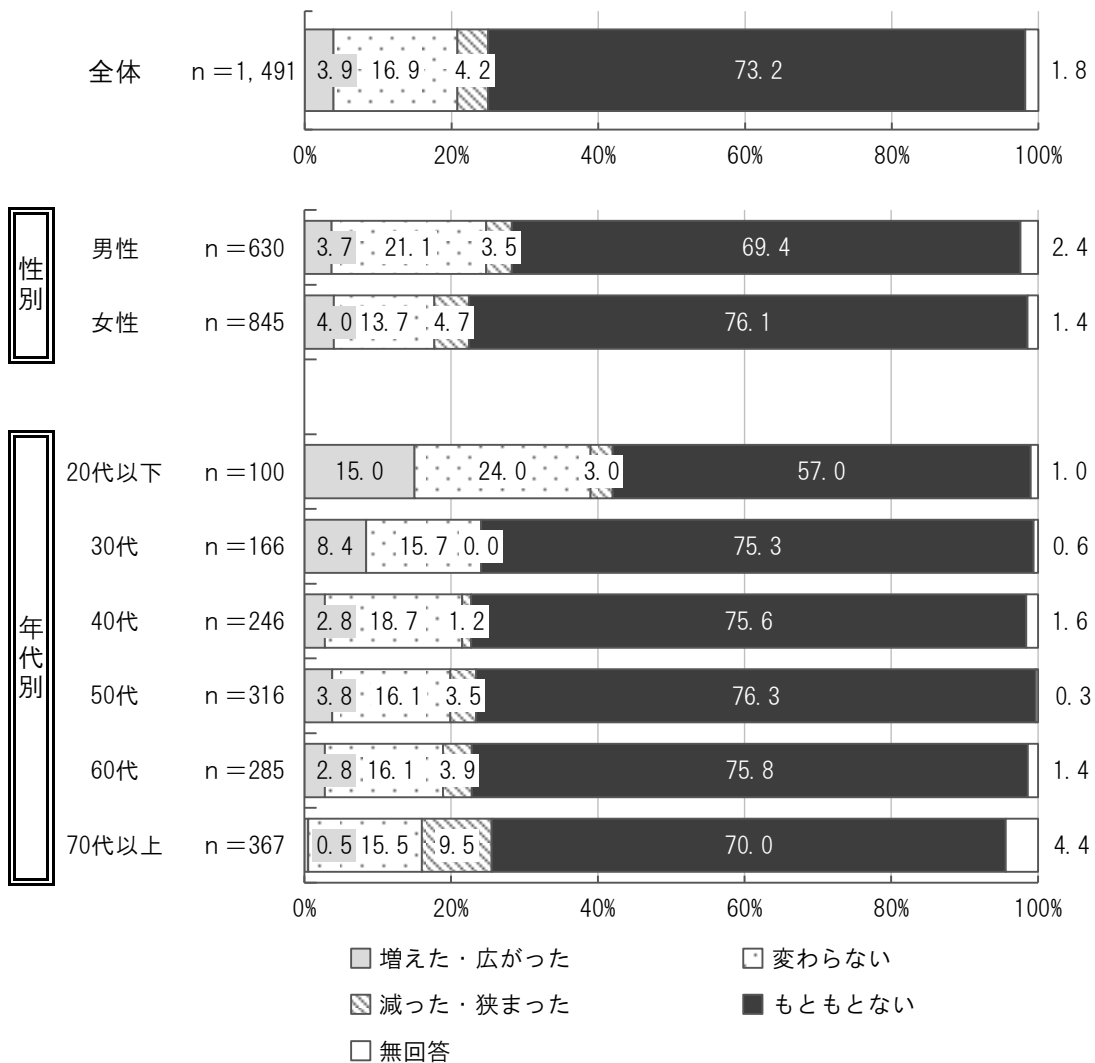 全体 n＝1,491 3.9 16.9 4.2 73.2 1.8
0% 20% 40% 60% 80% 100%
性別
男性 n＝630 3.7 21.1 3.5 69.4 2.4
女性 n＝845 4.0 13.7 4.7 76.1 1.4
年代別
20代以下 n＝100 15.0 24.0 3.0 57.0 1.0
30代 n＝166 8.4 15.7 0.0 75.3 0.6
40代 n＝246 2.8 18.7 1.2 75.6 1.6
50代 n＝316 3.8 16.1 3.5 76.3 0.3
60代 n＝285 2.8 16.1 3.9 75.8 1.4
70代以上 n＝367 0.5 15.5 9.5 70.0 4.4
0% 20% 40% 60% 80% 100%
増えた・広がった 変わらない
減った・狭まった もともとない
無回答